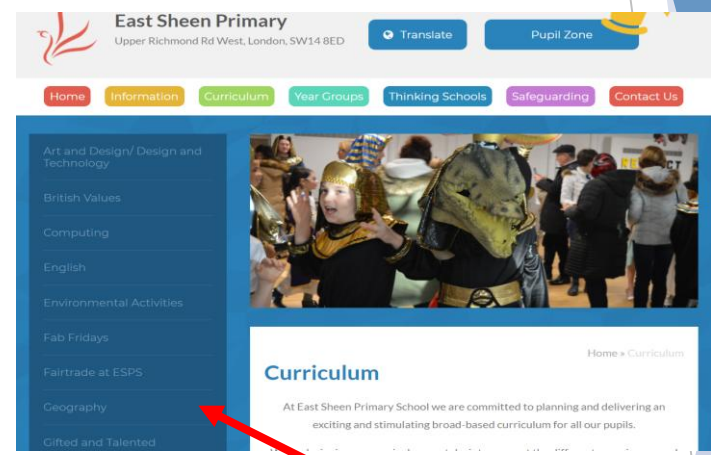 East Sheen Primary
Upper Richmond Rd West, London, SW14 8ED
Translate
Pupil Zone
Home
Information
Curriculum
Year Groups
Thinking Schools
Safeguarding
Contact Us
Art and Design/ Design and
Technology
British Values
Computing
English
Environmental Activities
Fab Fridays
Fairtrade at ESPS
Geography
Gifted and Talented
Home » Curriculum
Curriculum
At East Sheen Primary School we are committed to planning and delivering an
exciting and stimulating broad-based curriculum for all our pupils.